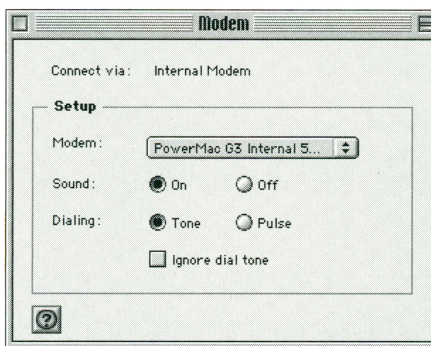 Modem
Connect via: Internal Modem
Setup
Modem: PowerMac G3 Internal 5...
Sound: On Off
Dialing: Tone Pulse
Ignore dial tone
?